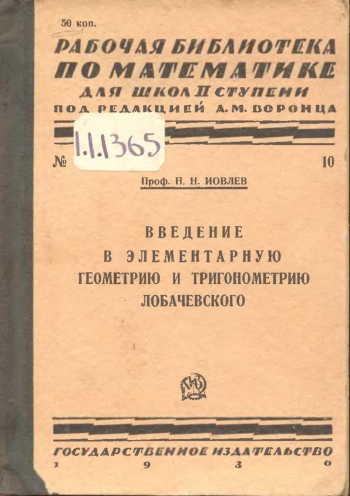 50 коп.
РАБОЧАЯ БИБЛИОТЕКА
ПО МАТЕМАТИКЕ
ДЛЯ ШКОЛ II СТУПЕНИ
ПОД РЕДАКЦИЕЙ А.М. ВОРОНЦА
1.1.1365
№ 10
Проф. Н. Н. ИОВЛЕВ
ВВЕДЕНИЕ
В ЭЛЕМЕНТАРНУЮ
ГЕОМЕТРИЮ И ТРИГОНОМЕТРИЮ
ЛОБАЧЕВСКОГО
ГОСУДАРСТВЕННОЕ ИЗДАТЕЛЬСТВО
1930